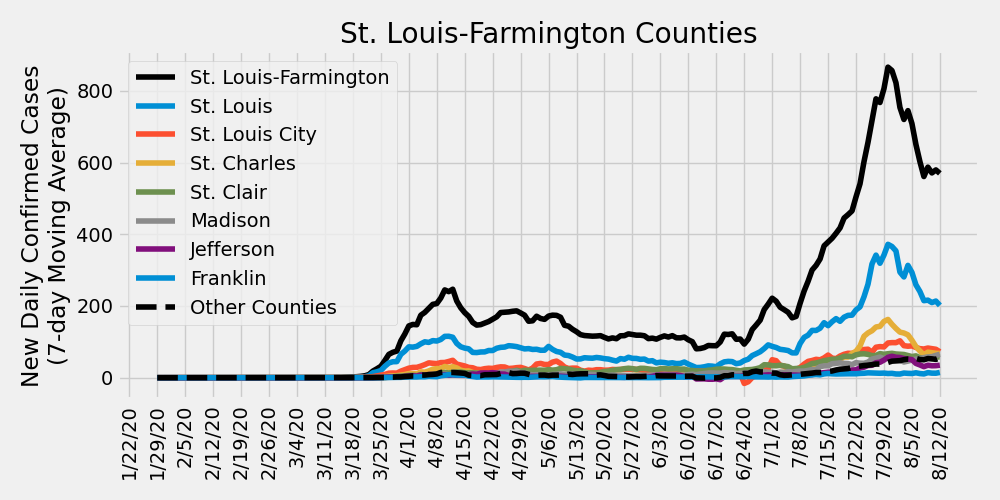 St. Louis-Farmington Counties
New Daily Confirmed Cases
(7-day Moving Average)
800
600
400
200
0
St. Louis-Farmington
St. Louis
St. Louis City
St. Charles
St. Clair
Madison
Jefferson
Franklin
Other Counties
1/22/20
1/29/20
2/5/20
2/12/20
2/19/20
2/26/20
3/4/20
3/11/20
3/18/20
3/25/20
4/1/20
4/8/20
4/15/20
4/22/20
4/29/20
5/6/20
5/13/20
5/20/20
5/27/20
6/3/20
6/10/20
6/17/20
6/24/20
7/1/20
7/8/20
7/15/20
7/22/20
7/29/20
8/5/20
8/12/20